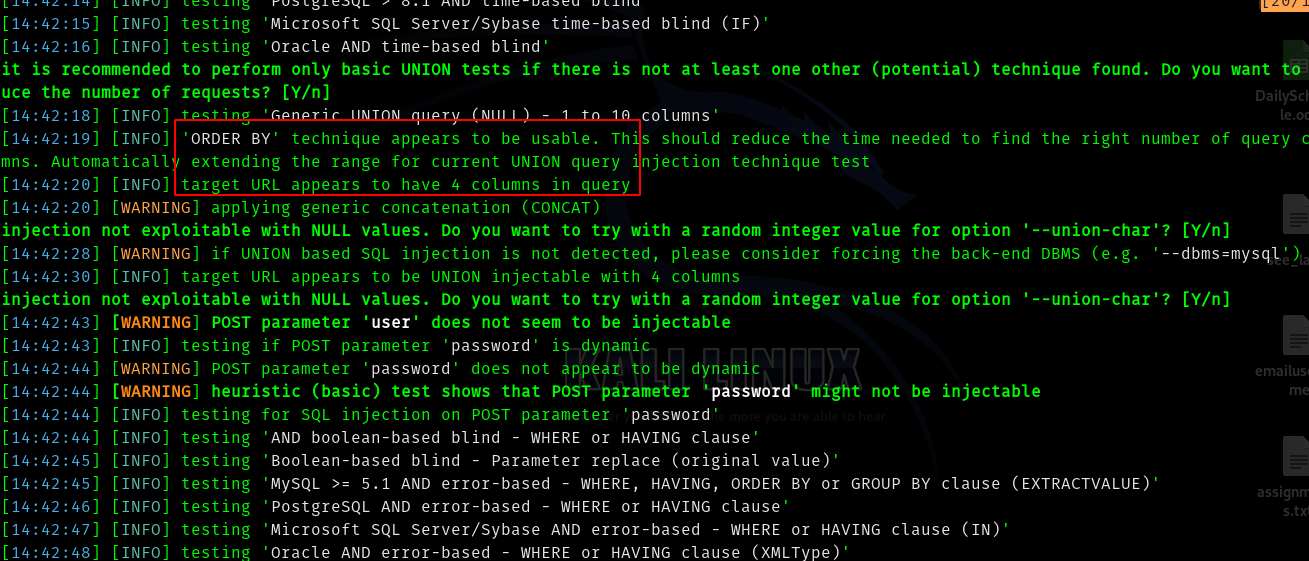 [14:42:14] [INFO] testing 'PostgreSQL > 8.1 AND time-based blind'
[20/1
[14:42:15] [INFO] testing 'Microsoft SQL Server/Sybase time-based blind (IF)'
[14:42:16] [INFO] testing 'Oracle AND time-based blind'
it is recommended to perform only basic UNION tests if there is not at least one other (potential) technique found. Do you want to
uce the number of requests? [Y/n]
[14:42:18] [INFO] testing 'Generic UNION query (NULL) - 1 to 10 columns'
[14:42:19] [INFO] 'ORDER BY' technique appears to be usable. This should reduce the time needed to find the right number of query c
mns. Automatically extending the range for current UNION query injection technique test
[14:42:20] [INFO] target URL appears to have 4 columns in query
[14:42:20] [WARNING] applying generic concatenation (CONCAT)
injection not exploitable with NULL values. Do you want to try with a random integer value for option '--union-char'? [Y/n]
[14:42:28] [WARNING] if UNION based SQL injection is not detected, please consider forcing the back-end DBMS (e.g. '--dbms=mysql')
[14:42:30] [INFO] target URL appears to be UNION injectable with 4 columns
injection not exploitable with NULL values. Do you want to try with a random integer value for option '--union-char'? [Y/n]
[14:42:43] [WARNING] POST parameter 'user' does not seem to be injectable
[14:42:43] [INFO] testing if POST parameter 'password' is dynamic
[14:42:44] [WARNING] POST parameter 'password' does not appear to be dynamic
[14:42:44] [WARNING] heuristic (basic) test shows that POST parameter 'password' might not be injectable
[14:42:44] [INFO] testing for SQL injection on POST parameter 'password'
[14:42:44] [INFO] testing 'AND boolean-based blind - WHERE or HAVING clause'
[14:42:45] [INFO] testing 'Boolean-based blind - Parameter replace (original value)'
[14:42:45] [INFO] testing 'MySQL >= 5.1 AND error-based - WHERE, HAVING, ORDER BY or GROUP BY clause (EXTRACTVALUE)'
[14:42:46] [INFO] testing 'PostgreSQL AND error-based - WHERE or HAVING clause'
[14:42:47] [INFO] testing 'Microsoft SQL Server/Sybase AND error-based - WHERE or HAVING clause (IN)'
[14:42:48] [INFO] testing 'Oracle AND error-based - WHERE or HAVING clause (XMLType)'
KALI LINUX
the more you are able to hear.
DailySch
le.oc
emailuse
me
assignm
s.txt